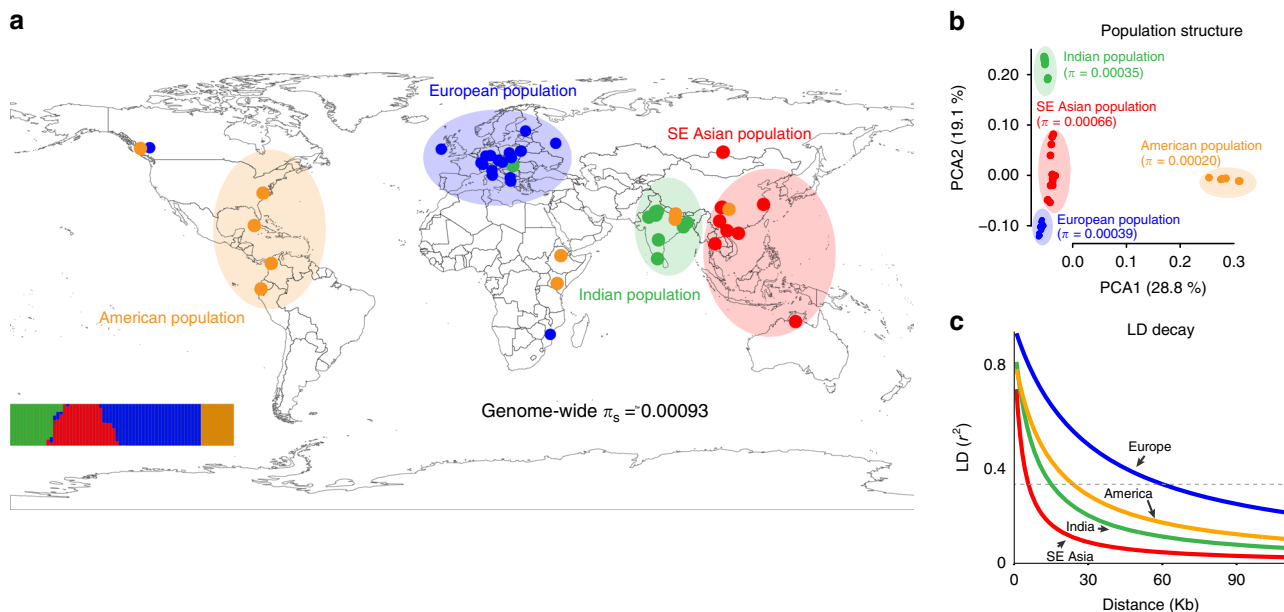 a
European population
SE Asian population
American population
Indian population
Genome-wide πs = ̃0.00093
b
Population structure
Indian population
(π = 0.00035)
SE Asian population
(π = 0.00066)
American population
(π = 0.00020)
European population
(π = 0.00039)
PCA2 (19.1 %)
0.20
0.10
0.00
−0.10
0.0
0.1
0.2
0.3
PCA1 (28.8 %)
c
LD decay
LD (r²)
0.8
0.4
0
Europe
America
India
SE Asia
0
30
60
90
Distance (Kb)